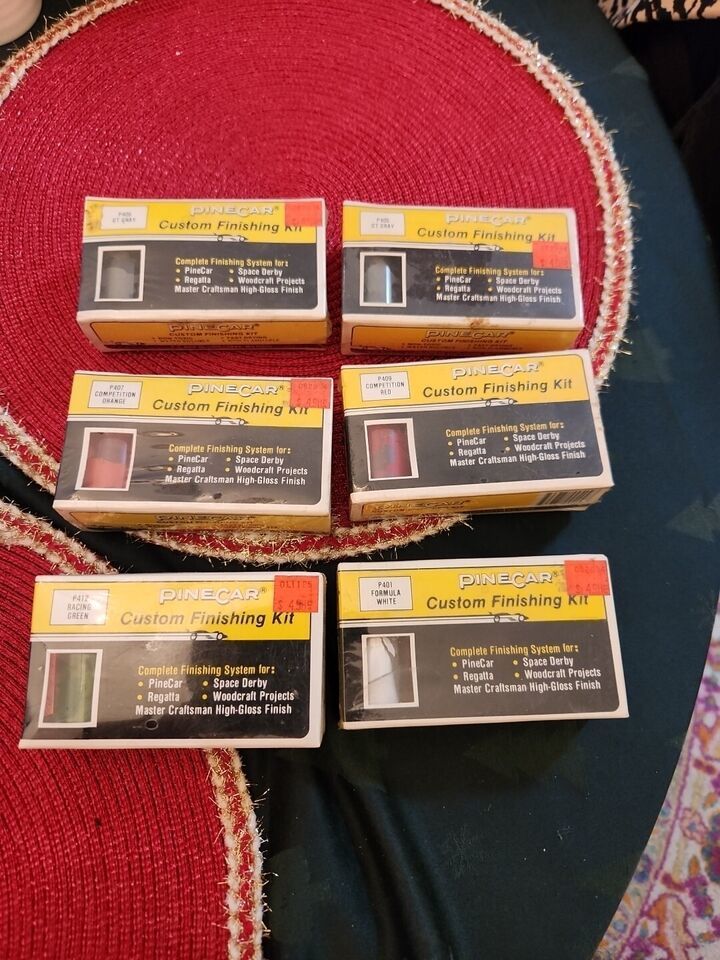 P405
GT GRAY
PINECAR®
Custom Finishing Kit
Complete Finishing System for:
• PineCar • Space Derby
• Regatta • Woodcraft Projects
Master Craftsman High-Gloss Finish
PINECAR®
CUSTOM FINISHING KIT
P405
GT GRAY
PINECAR®
Custom Finishing Kit
Complete Finishing System for:
• PineCar • Space Derby
• Regatta • Woodcraft Projects
Master Craftsman High-Gloss Finish
PINECAR®
CUSTOM FINISHING KIT
P407
COMPETITION
ORANGE
PINECAR®
Custom Finishing Kit
Complete Finishing System for:
• PineCar • Space Derby
• Regatta • Woodcraft Projects
Master Craftsman High-Gloss Finish
PINECAR®
P409
COMPETITION
RED
PINECAR®
Custom Finishing Kit
Complete Finishing System for:
• PineCar • Space Derby
• Regatta • Woodcraft Projects
Master Craftsman High-Gloss Finish
PINECAR®
P412
RACING
GREEN
PINECAR®
Custom Finishing Kit
Complete Finishing System for:
• PineCar • Space Derby
• Regatta • Woodcraft Projects
Master Craftsman High-Gloss Finish
P401
FORMULA
WHITE
PINECAR®
Custom Finishing Kit
Complete Finishing System for:
• PineCar • Space Derby
• Regatta • Woodcraft Projects
Master Craftsman High-Gloss Finish